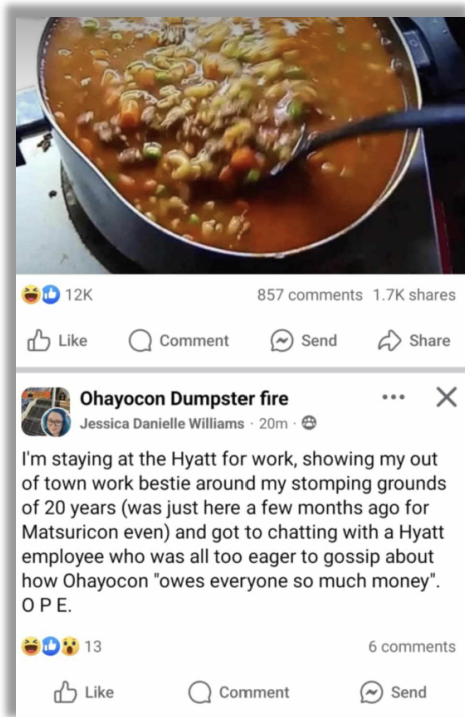 12K 857 comments 1.7K shares
Like Comment Send Share
Ohayocon Dumpster fire
Jessica Danielle Williams · 20m ·
I'm staying at the Hyatt for work, showing my out
of town work bestie around my stomping grounds
of 20 years (was just here a few months ago for
Matsuricon even) and got to chatting with a Hyatt
employee who was all too eager to gossip about
how Ohayocon "owes everyone so much money".
O P E.
13 6 comments
Like Comment Send